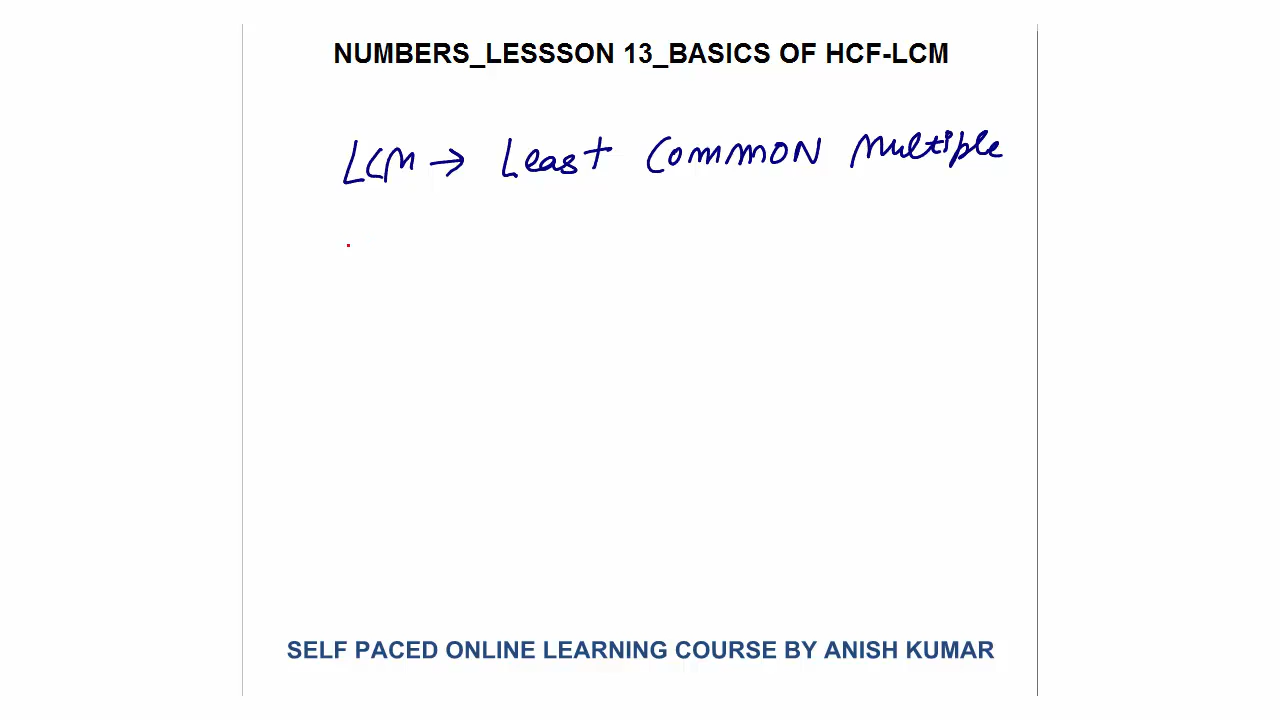 NUMBERS_LESSSON 13_BASICS OF HCF-LCM
LCM → Least Common Multiple
SELF PACED ONLINE LEARNING COURSE BY ANISH KUMAR